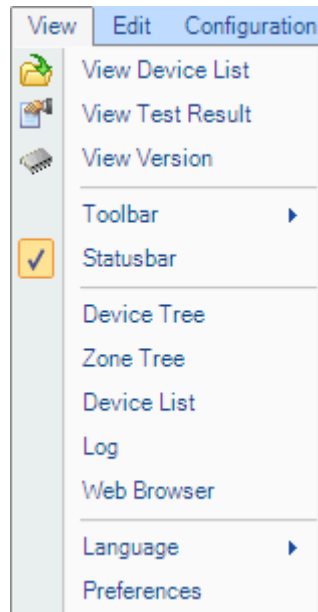 View Edit Configuration
View Device List
View Test Result
View Version
Toolbar
Statusbar
Device Tree
Zone Tree
Device List
Log
Web Browser
Language
Preferences